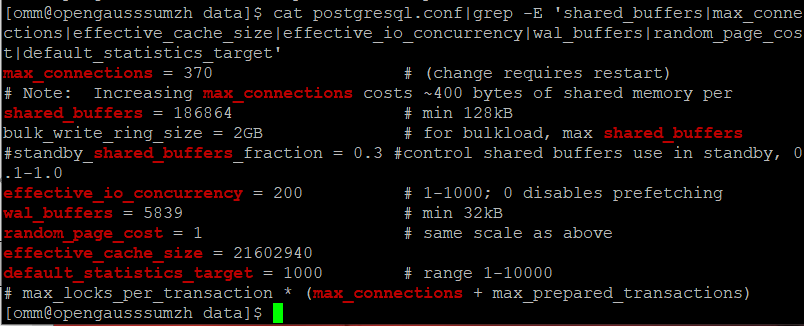 [omm@opengausssumzh data]$ cat postgresql.conf|grep -E 'shared_buffers|max_conne
ctions|effective_cache_size|effective_io_concurrency|wal_buffers|random_page_cos
t|default_statistics_target'
max_connections = 370                   # (change requires restart)
# Note:  Increasing max_connections costs ~400 bytes of shared memory per
shared_buffers = 186864                 # min 128kB
bulk_write_ring_size = 2GB              # for bulkload, max shared_buffers
#standby_shared_buffers_fraction = 0.3 #control shared buffers use in standby, 0
.1-1.0
effective_io_concurrency = 200          # 1-1000; 0 disables prefetching
wal_buffers = 5839                      # min 32kB
random_page_cost = 1                    # same scale as above
effective_cache_size = 21602940
default_statistics_target = 1000        # range 1-10000
# max_locks_per_transaction * (max_connections + max_prepared_transactions)
[omm@opengausssumzh data]$